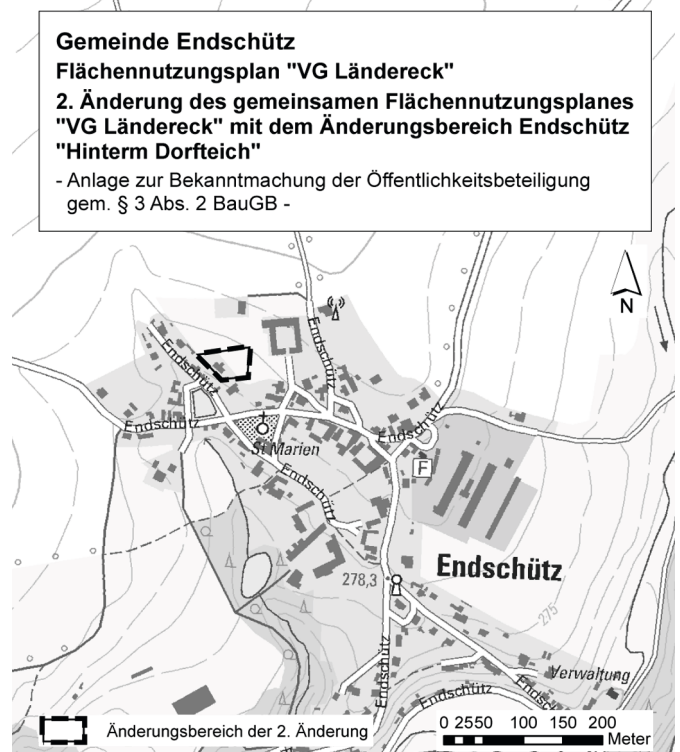 Gemeinde Endschütz
Flächennutzungsplan "VG Ländereck"
2. Änderung des gemeinsamen Flächennutzungsplanes
"VG Ländereck" mit dem Änderungsbereich Endschütz
"Hinterm Dorfteich"
- Anlage zur Bekanntmachung der Öffentlichkeitsbeteiligung
gem. § 3 Abs. 2 BauGB -
N
Endschütz
Endschütz
Endschütz
Endschütz
St Marien
F
Endschütz
Endschütz
278,3
275
Endschütz
Verwaltung
Endschütz
Änderungsbereich der 2. Änderung
0 25 50 100 150 200
Meter